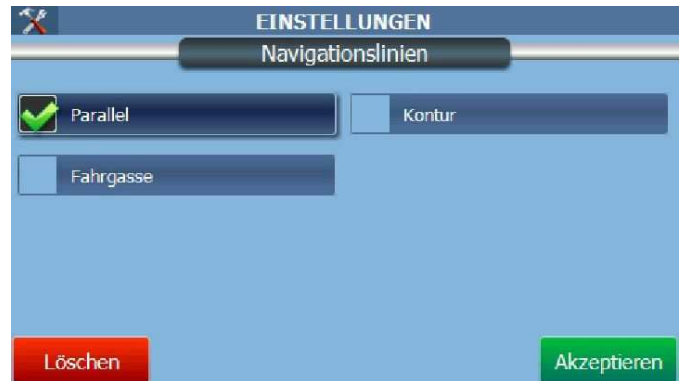 EINSTELLUNGEN
Navigationslinien
Parallel
Kontur
Fahrgasse
Löschen
Akzeptieren